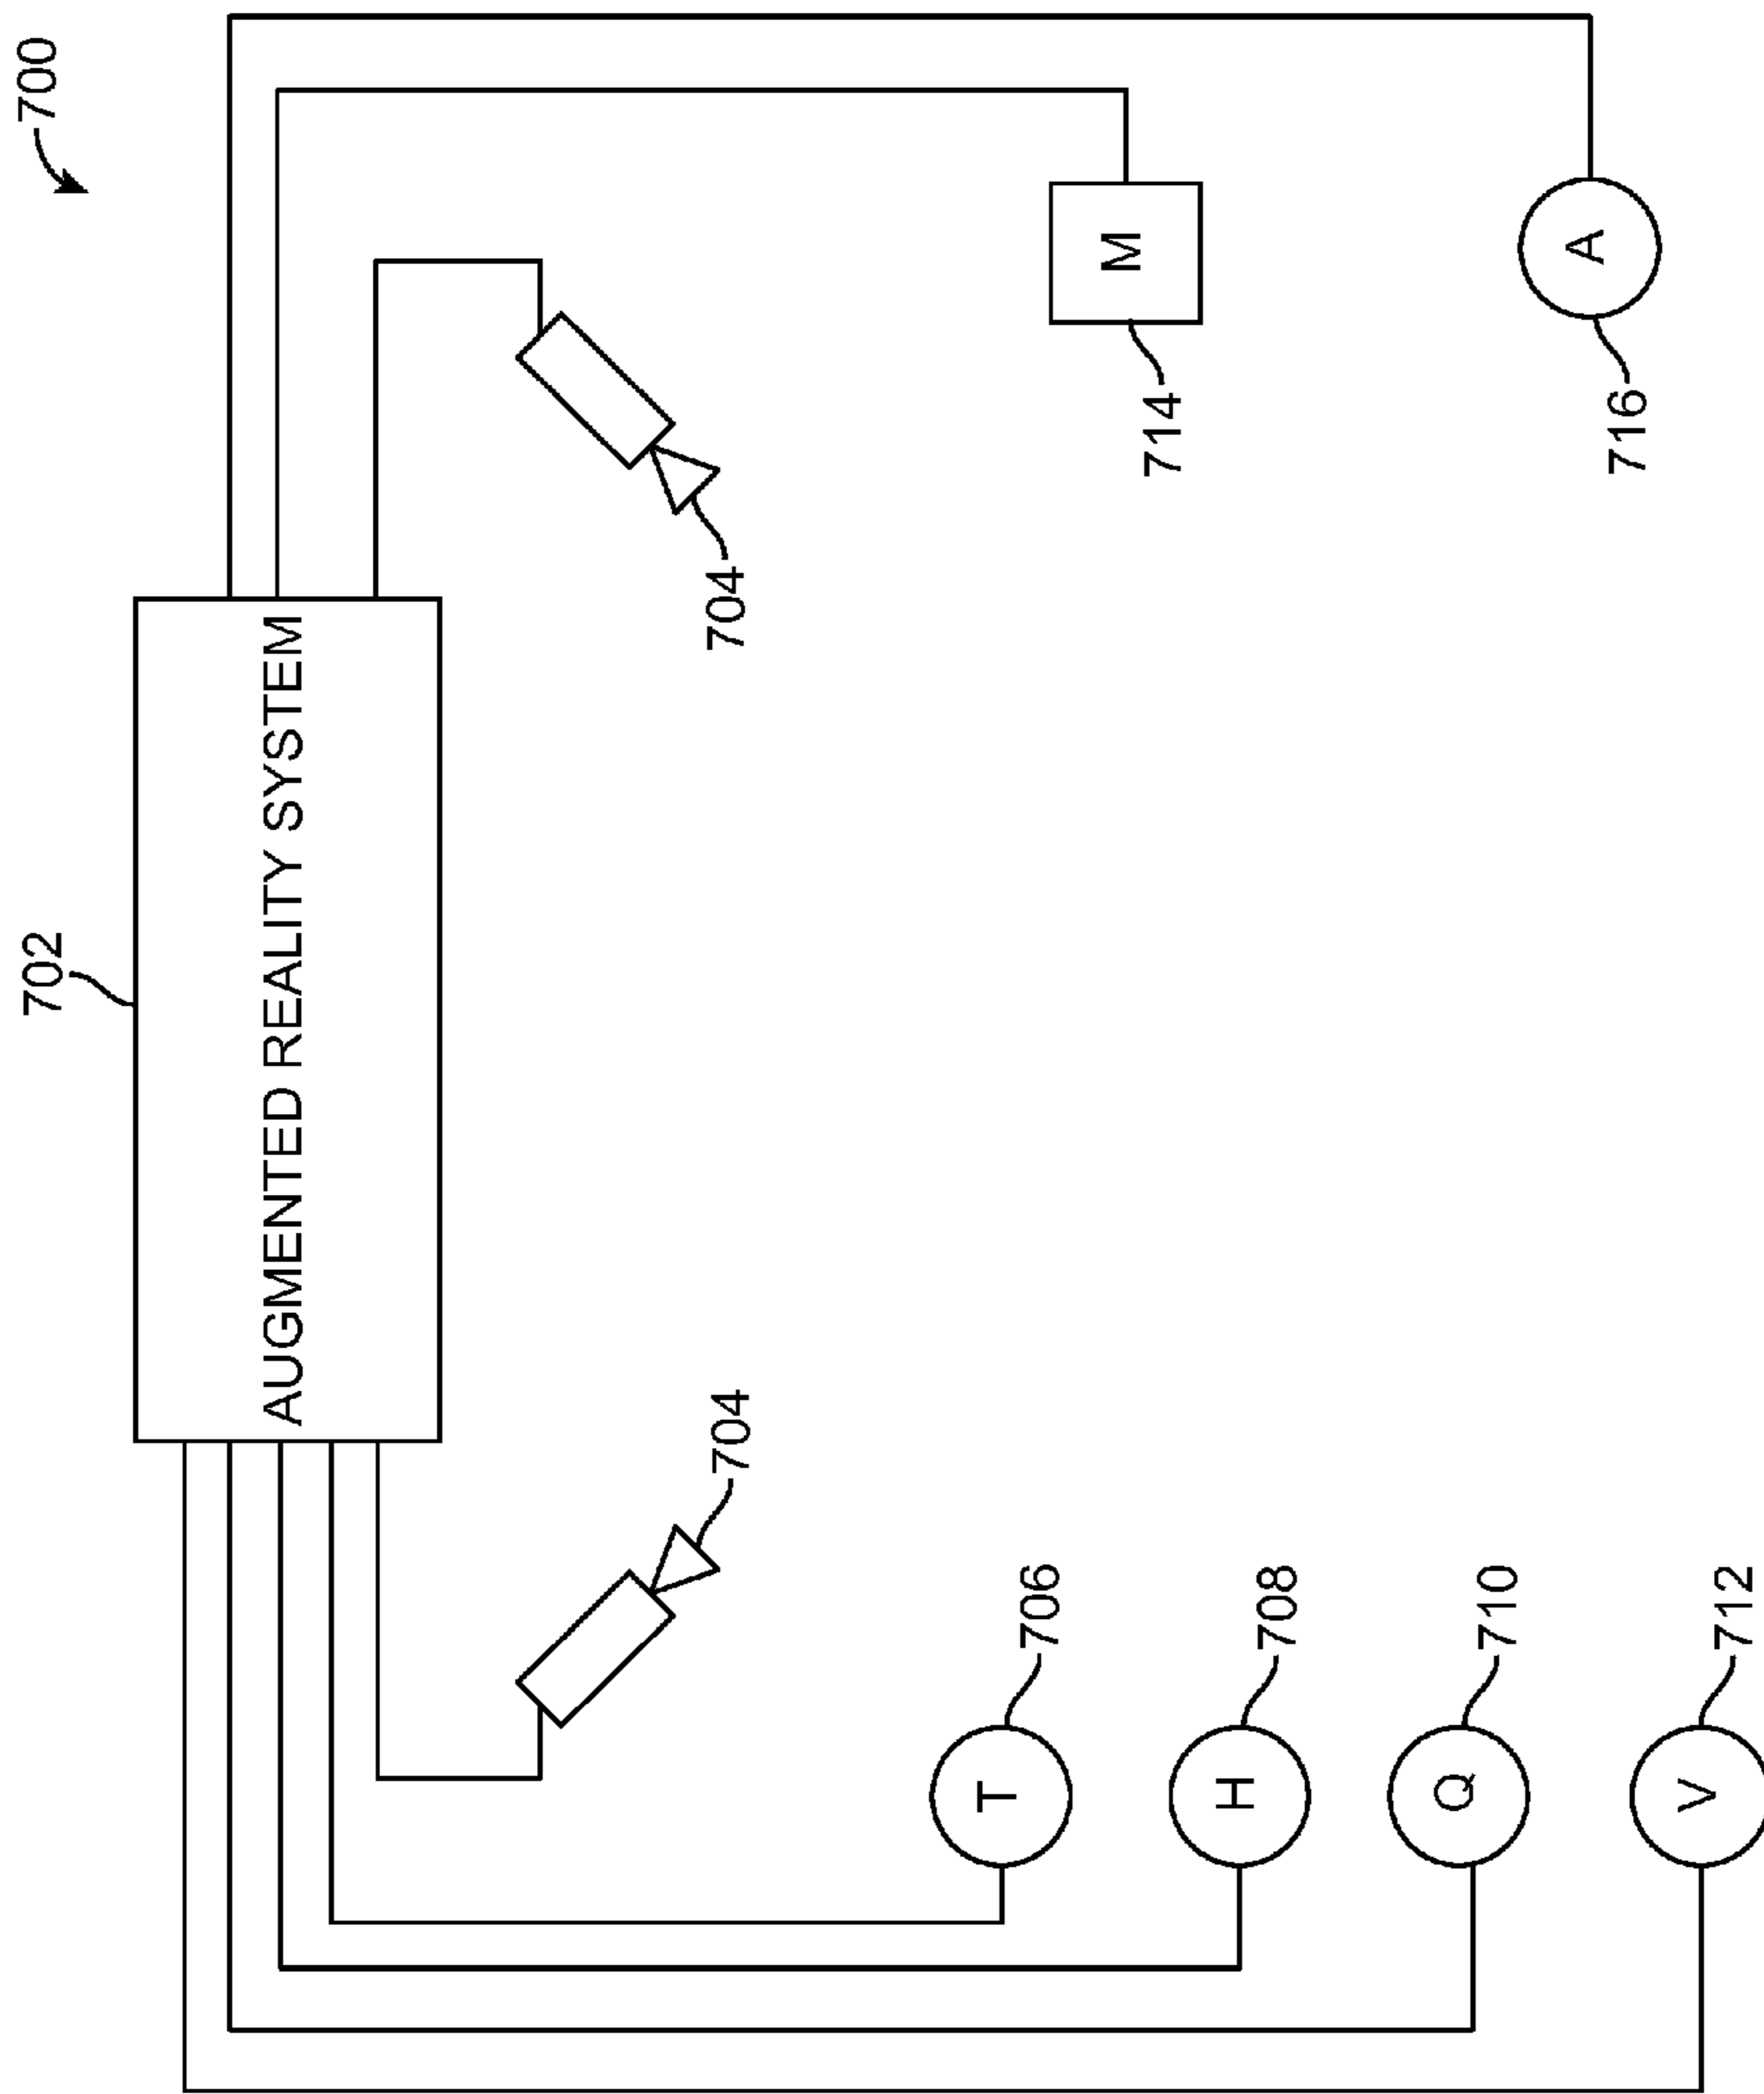 700
702
AUGMENTED REALITY SYSTEM
704
704
T
706
H
708
Q
710
V
712
M
714
A
716